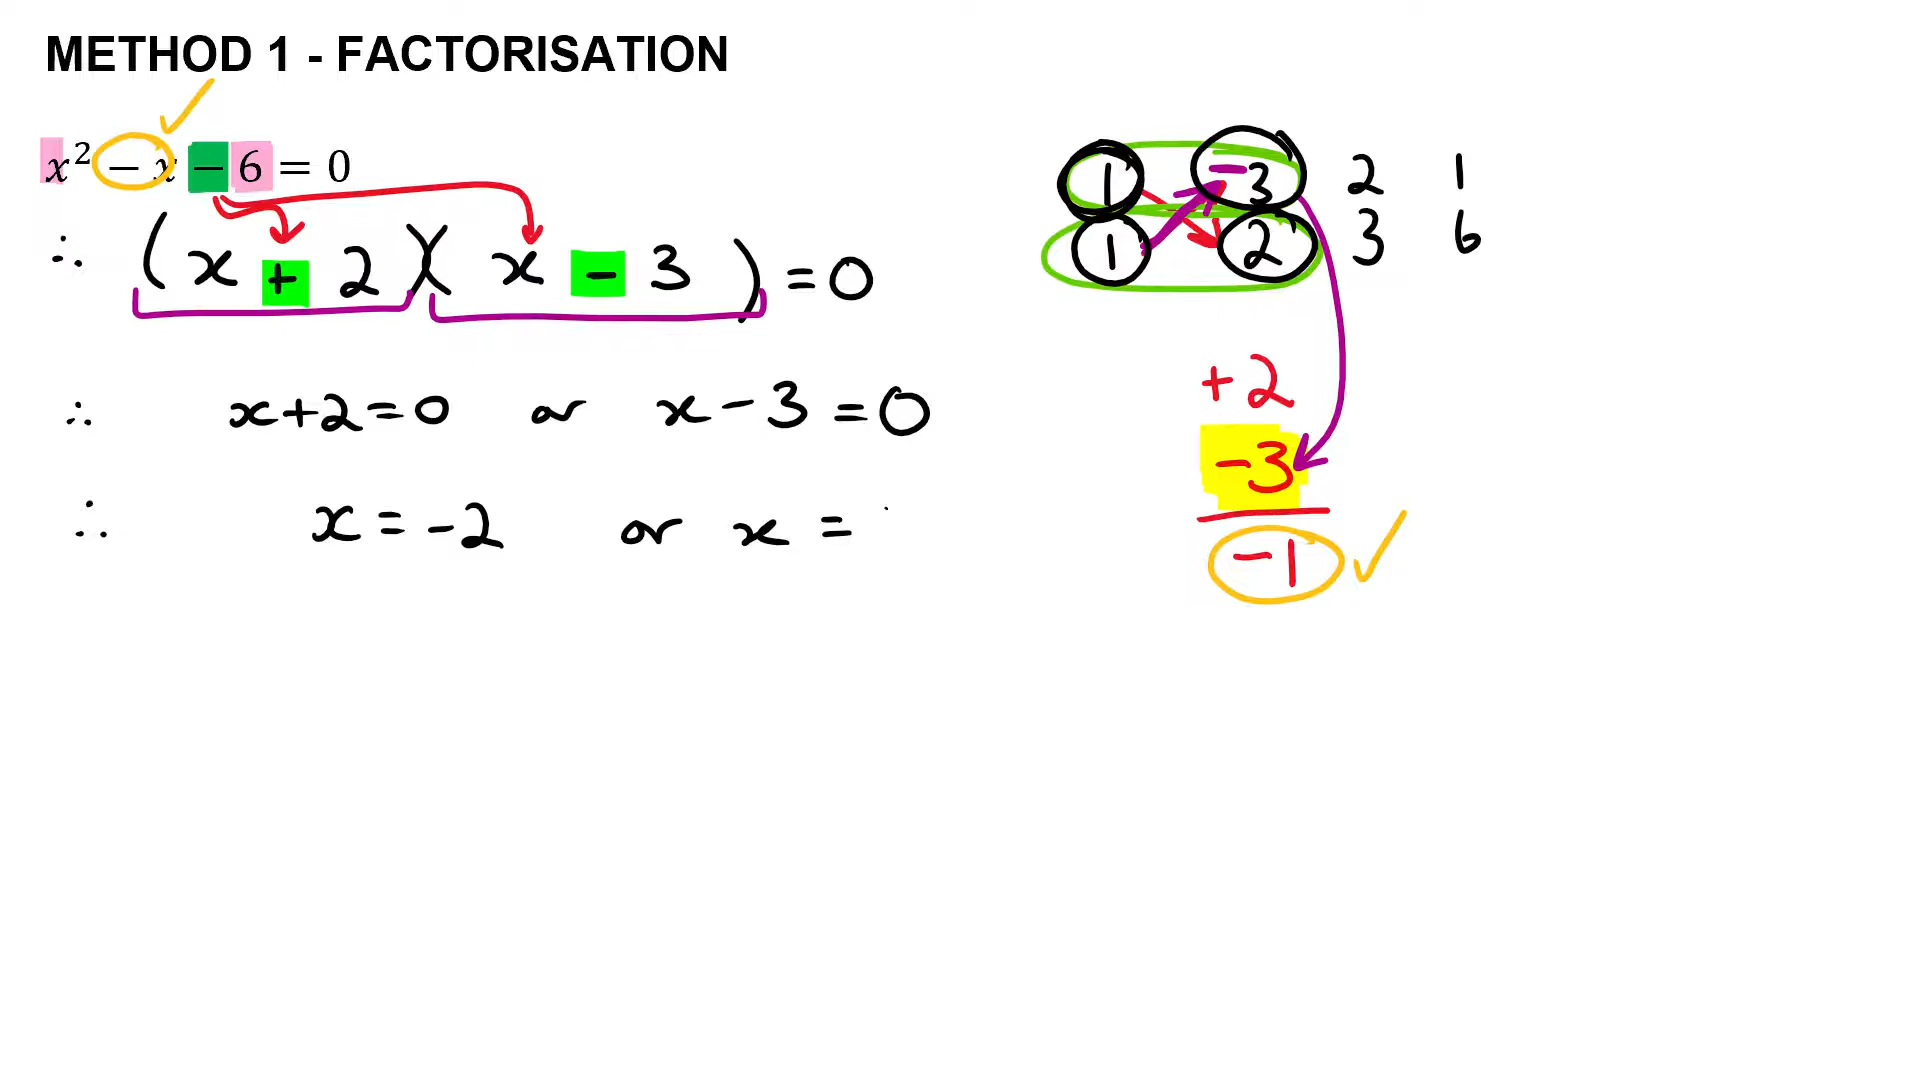 METHOD 1 - FACTORISATION
x² − x − 6 = 0
∴ (x + 2)(x − 3) = 0
∴ x+2=0 or x−3=0
∴ x = -2 or x =
1 -3 2 1
1 2 3 6
+2
-3
-1